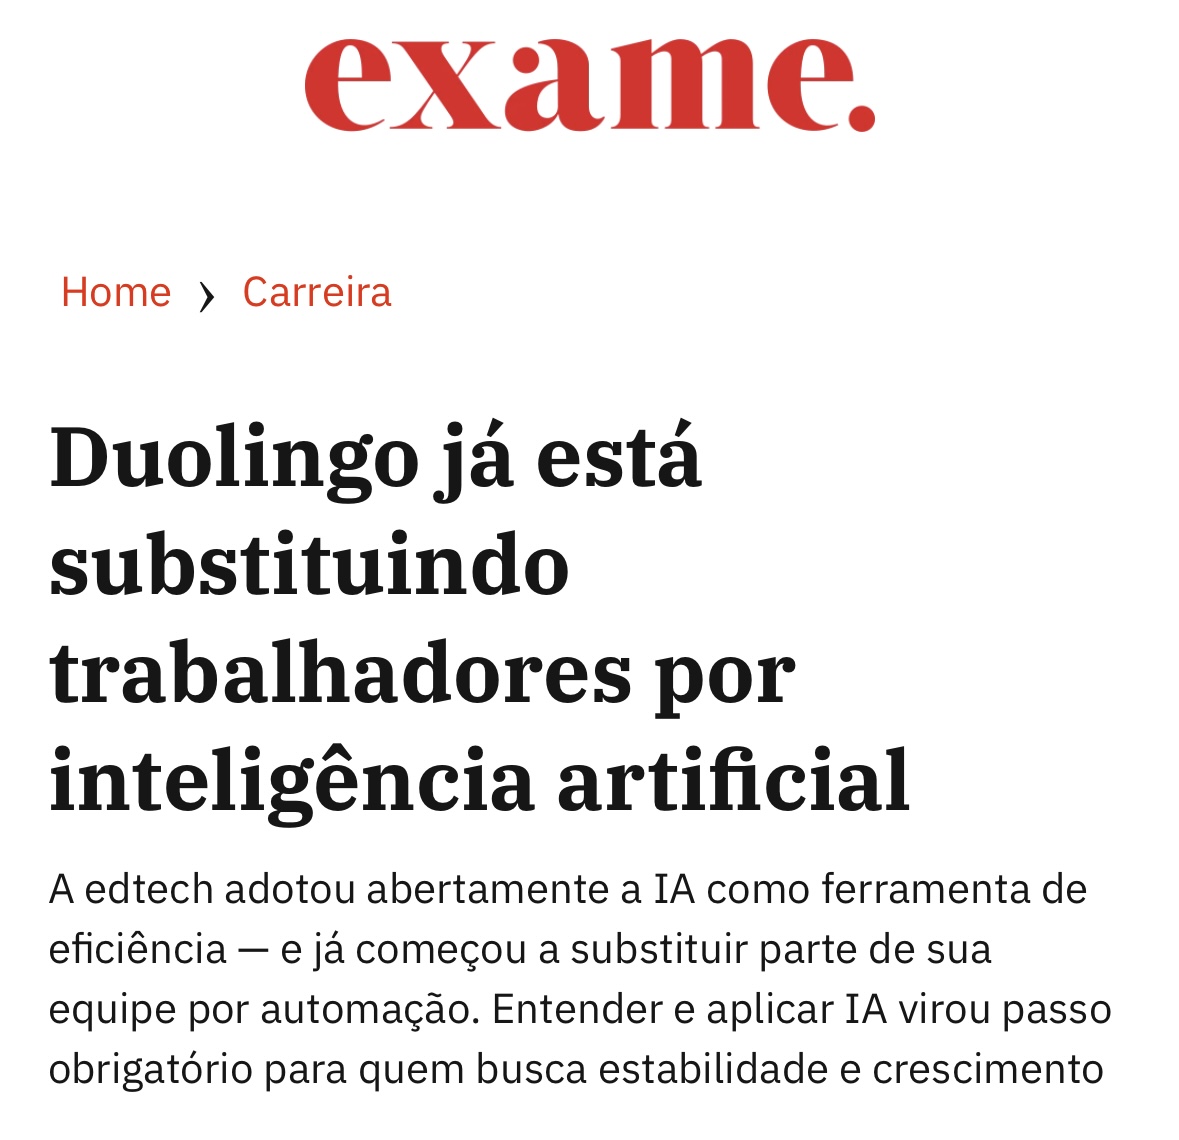 exame.
Home › Carreira
Duolingo já está
substituindo
trabalhadores por
inteligência artificial
A edtech adotou abertamente a IA como ferramenta de
eficiência — e já começou a substituir parte de sua
equipe por automação. Entender e aplicar IA virou passo
obrigatório para quem busca estabilidade e crescimento